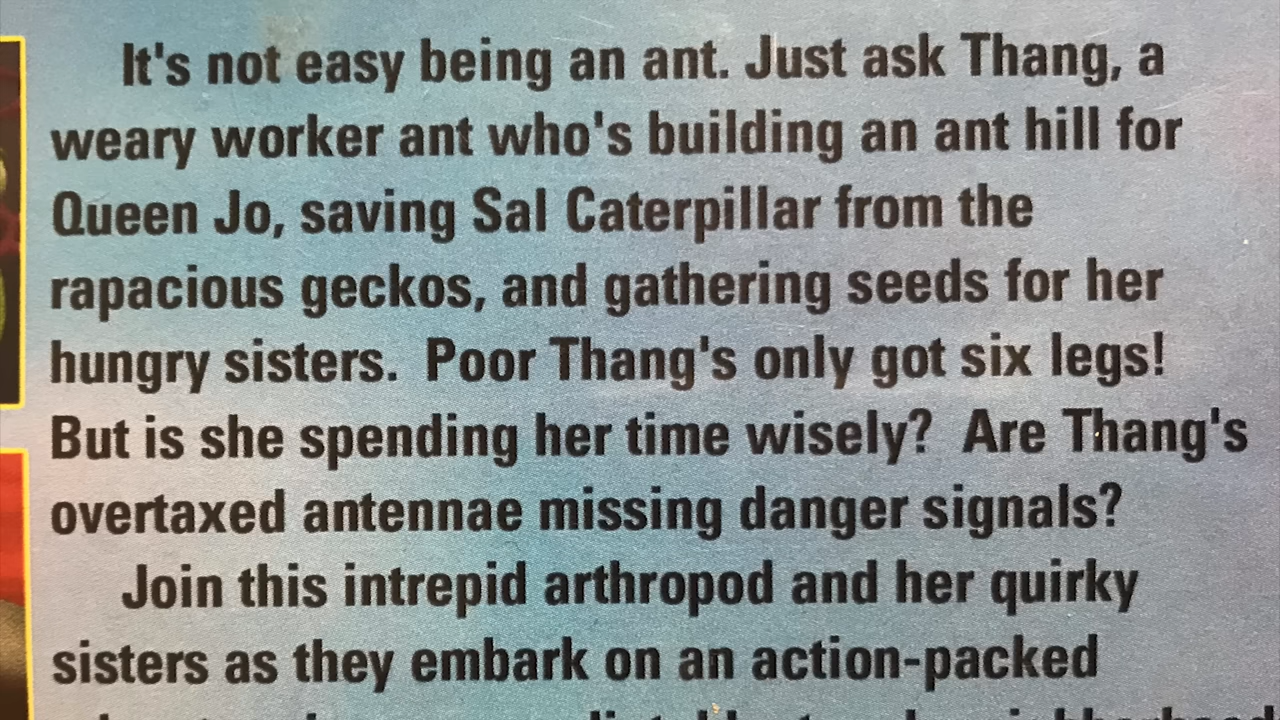 It's not easy being an ant. Just ask Thang, a
weary worker ant who's building an ant hill for
Queen Jo, saving Sal Caterpillar from the
rapacious geckos, and gathering seeds for her
hungry sisters.  Poor Thang's only got six legs!
But is she spending her time wisely?  Are Thang's
overtaxed antennae missing danger signals?
Join this intrepid arthropod and her quirky
sisters as they embark on an action-packed